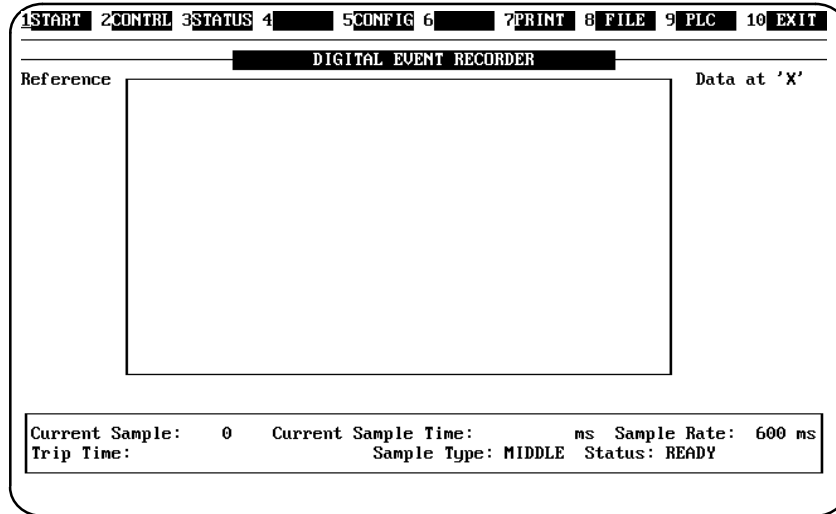 1START 2CONTRL 3STATUS 4 5CONFIG 6 7PRINT 8 FILE 9 PLC 10 EXIT
DIGITAL EVENT RECORDER
Reference Data at 'X'
Current Sample: 0 Current Sample Time: ms Sample Rate: 600 ms
Trip Time: Sample Type: MIDDLE Status: READY